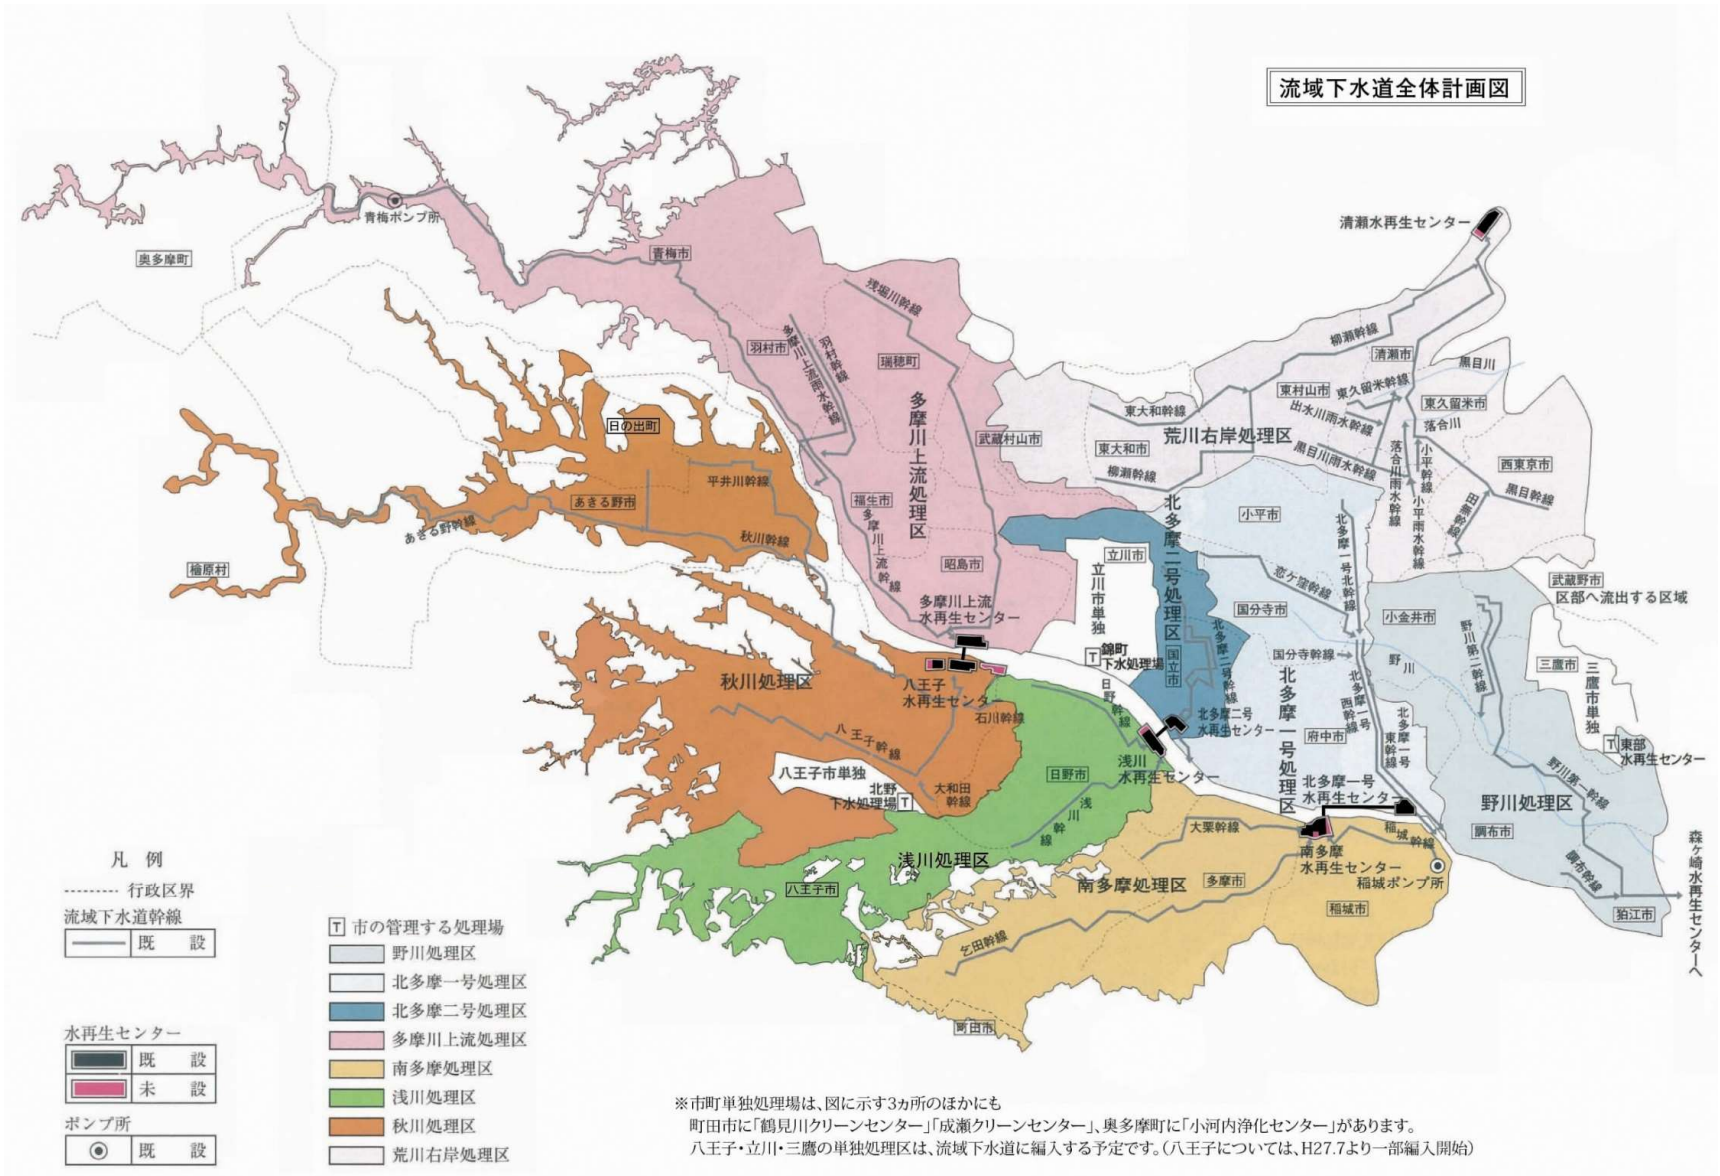 流域下水道全体計画図
清瀬水再生センター
青梅ポンプ所
奥多摩町
青梅市
残堀川幹線
羽村市
多摩川上流雨水幹線
羽村幹線
瑞穂町
柳瀬幹線
清瀬市
黒目川
東村山市
東久留米幹線
東久留米市
出水川雨水幹線
落合川
東大和幹線
荒川右岸処理区
東大和市
武蔵村山市
多摩川上流処理区
日の出町
柳瀬幹線
黒目川雨水幹線
落合川雨水幹線
小平幹線
小平雨水幹線
西東京市
黒目幹線
田無幹線
平井川幹線
あきる野市
あきる野幹線
秋川幹線
福生市
多摩川上流幹線
昭島市
檜原村
北多摩二号処理区
小平市
北多摩一号北幹線
立川市
立川市単独
恋ケ窪幹線
国分寺市
小金井市
武蔵野市
区部へ流出する区域
多摩川上流
水再生センター
T 錦町
下水処理場
国立市
北多摩二号幹線
国分寺幹線
野川
野川第二幹線
三鷹市
三鷹市単独
秋川処理区
八王子
水再生センター
石川幹線
日野幹線
北多摩二号
水再生センター
北多摩一号処理区
北多摩一号
西幹線
北多摩一号
東幹線
府中市
T 東部
水再生センター
八王子幹線
八王子市単独
北野
下水処理場 T
大和田
幹線
日野市
浅川幹線
浅川
水再生センター
北多摩一号
水再生センター
野川第一幹線
野川処理区
調布市
大栗幹線
稲城幹線
浅川処理区
八王子市
南多摩処理区
多摩市
南多摩
水再生センター
稲城ポンプ所
稲城市
調布幹線
狛江市
森ヶ崎水再生センターへ
乞田幹線
町田市
凡 例
行政区界
流域下水道幹線
既 設
水再生センター
既 設
未 設
ポンプ所
既 設
T 市の管理する処理場
野川処理区
北多摩一号処理区
北多摩二号処理区
多摩川上流処理区
南多摩処理区
浅川処理区
秋川処理区
荒川右岸処理区
※市町単独処理場は、図に示す3ヵ所のほかにも
町田市に「鶴見川クリーンセンター」「成瀬クリーンセンター」、奥多摩町に「小河内浄化センター」があります。
八王子・立川・三鷹の単独処理区は、流域下水道に編入する予定です。（八王子については、H27.7より一部編入開始）